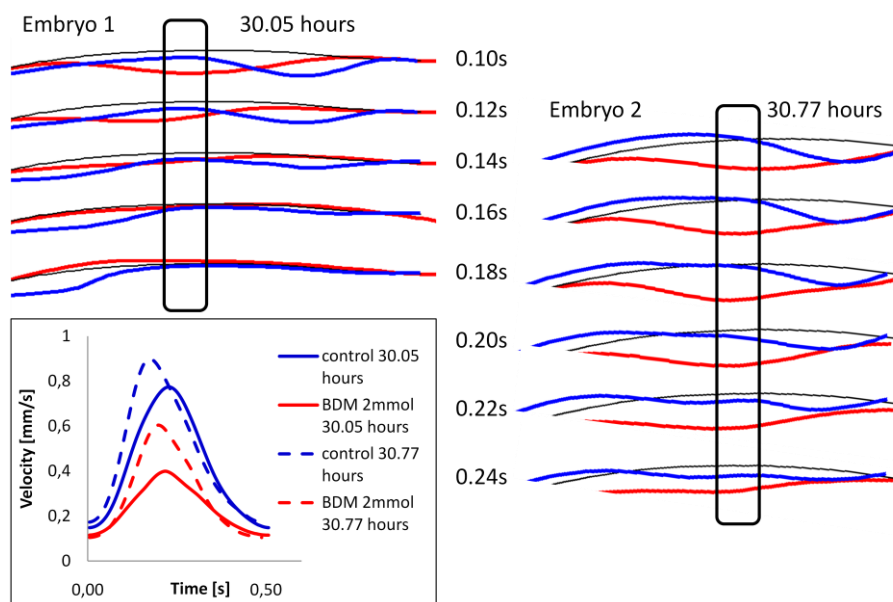 Embryo 1
30.05 hours
0.10s
0.12s
0.14s
0.16s
0.18s
0.20s
0.22s
0.24s
Embryo 2
30.77 hours
1
0,8
0,6
0,4
0,2
0
Velocity [mm/s]
0,00
Time [s]
0,50
control 30.05
hours
BDM 2mmol
30.05 hours
control 30.77
hours
BDM 2mmol
30.77 hours